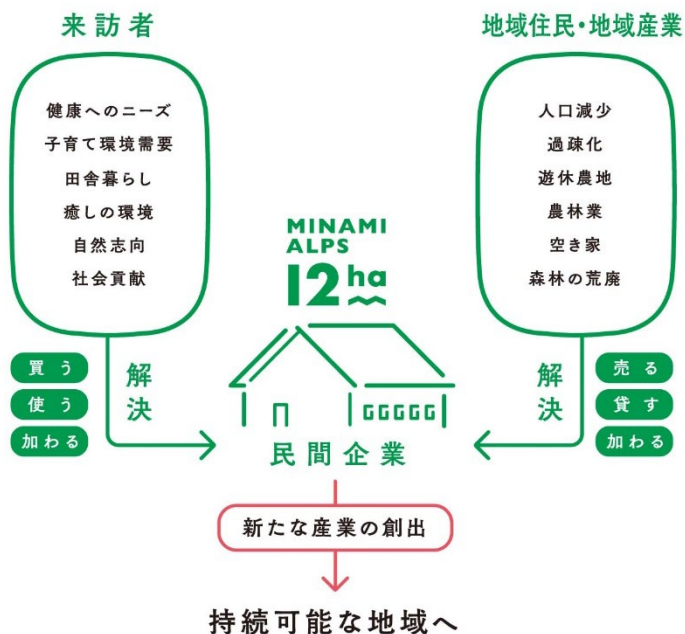 来訪者
健康へのニーズ
子育て環境需要
田舎暮らし
癒しの環境
自然志向
社会貢献
地域住民・地域産業
人口減少
過疎化
遊休農地
農林業
空き家
森林の荒廃
MINAMI
ALPS
12ha
買う
使う
加わる
解決
解決
売る
貸す
加わる
民間企業
新たな産業の創出
持続可能な地域へ